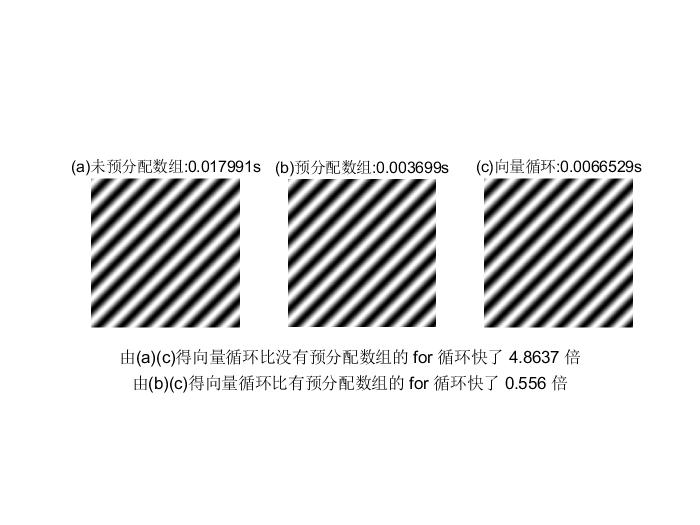 (a)未预分配数组:0.017991s
(b)预分配数组:0.003699s
(c)向量循环:0.0066529s
由(a)(c)得向量循环比没有预分配数组的 for 循环快了 4.8637 倍
由(b)(c)得向量循环比有预分配数组的 for 循环快了 0.556 倍